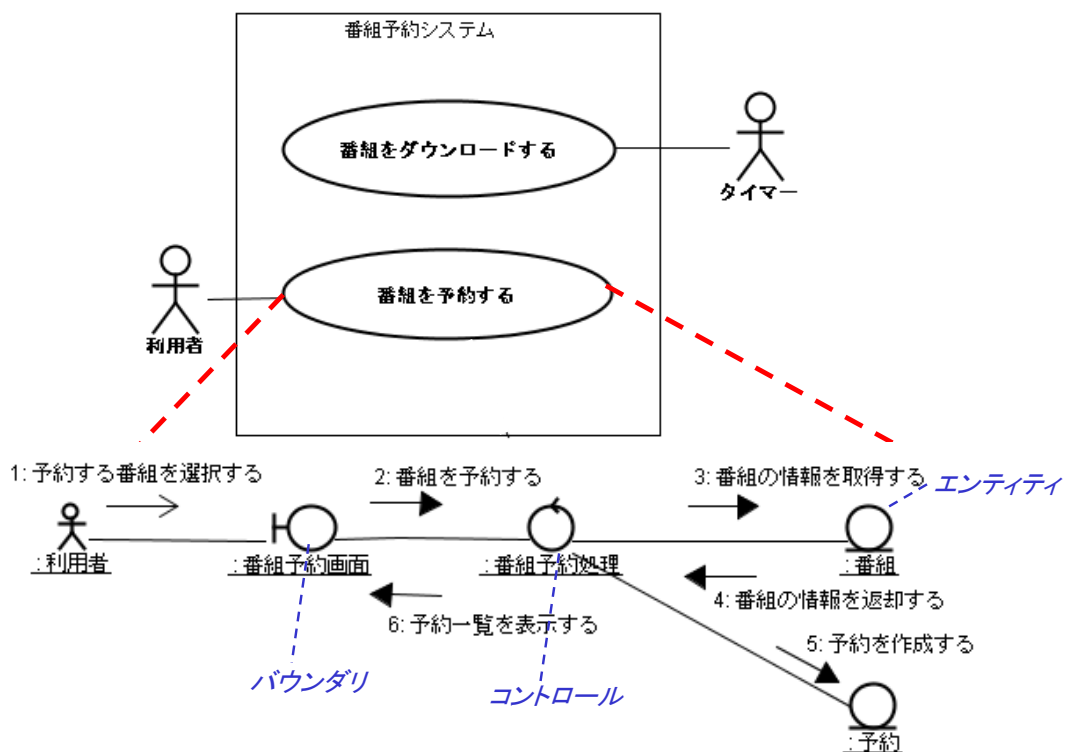 番組予約システム
番組をダウンロードする
タイマー
番組を予約する
利用者
1: 予約する番組を選択する
2: 番組を予約する
3: 番組の情報を取得する
エンティティ
: 利用者
: 番組予約画面
: 番組予約処理
: 番組
4: 番組の情報を返却する
6: 予約一覧を表示する
5: 予約を作成する
バウンダリ
コントロール
: 予約